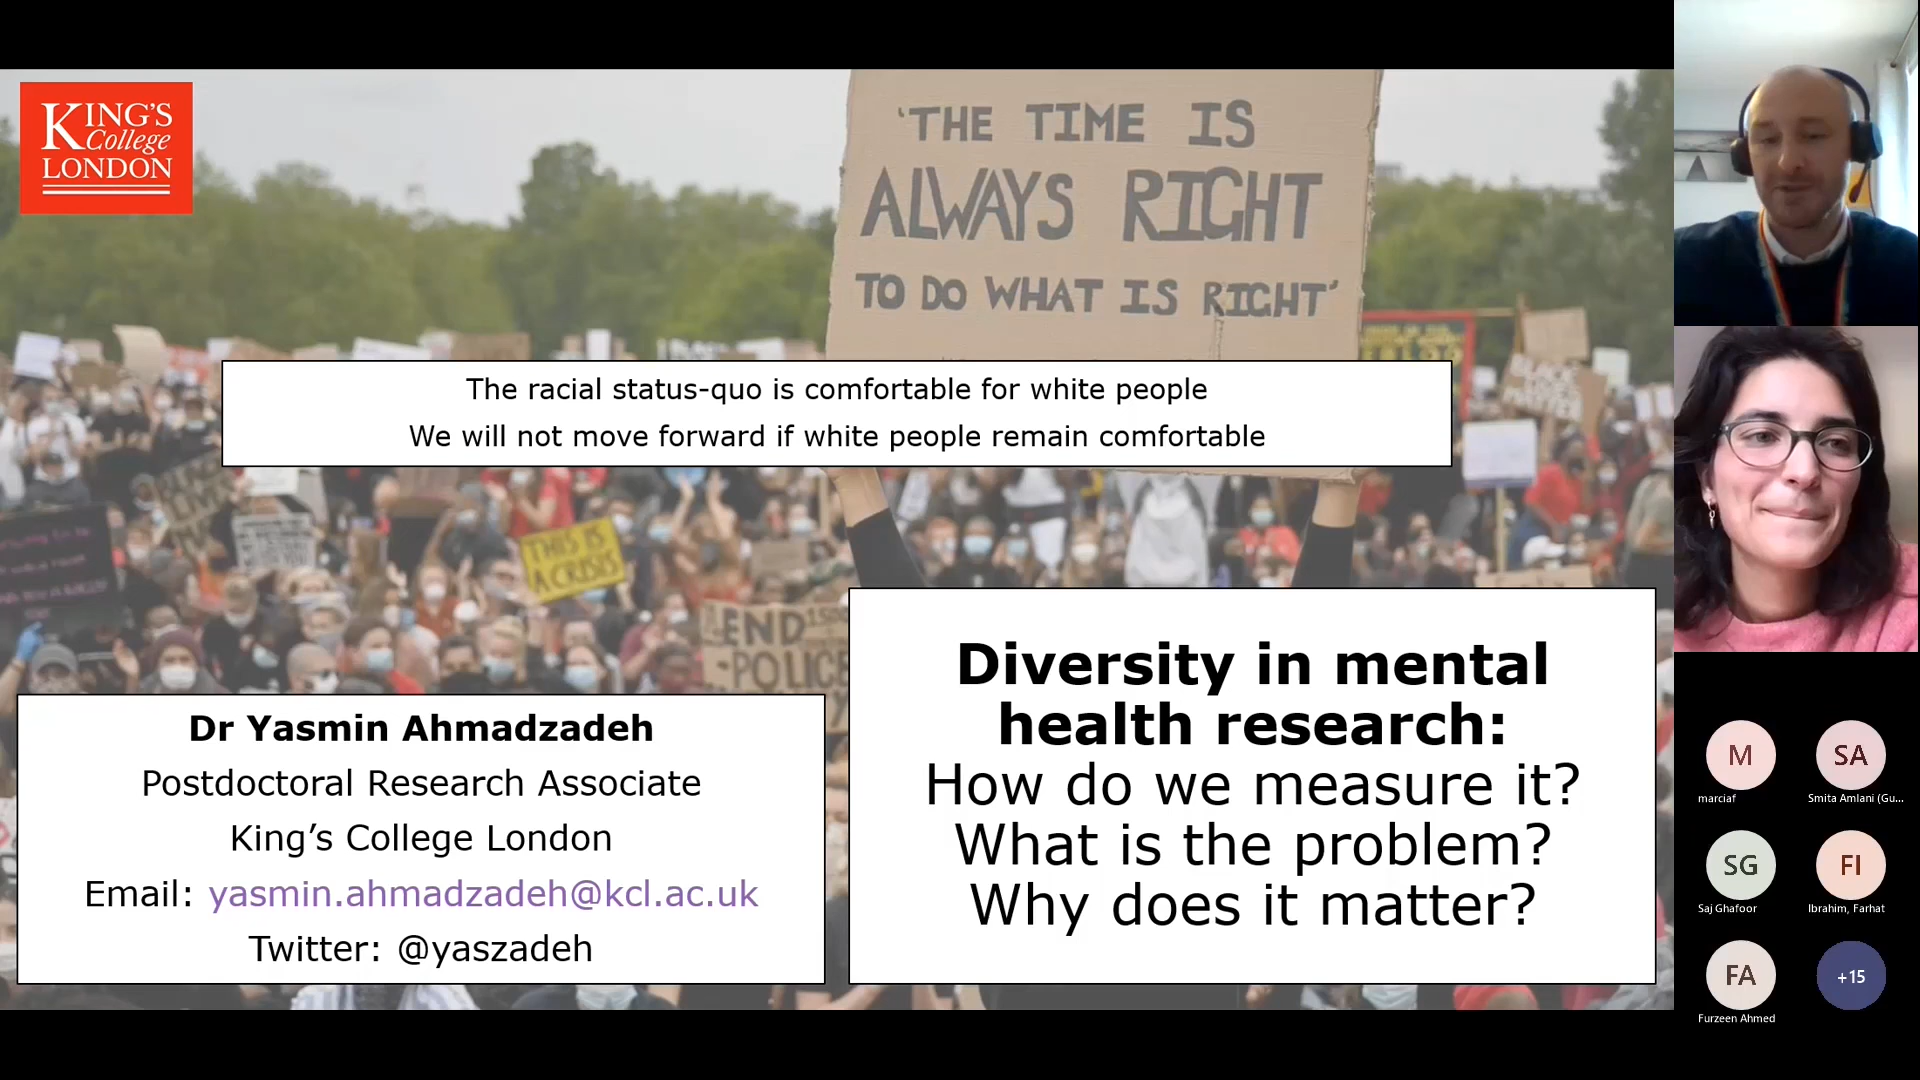 KING'S
College
LONDON
'THE TIME IS
ALWAYS RIGHT
TO DO WHAT IS RIGHT'
The racial status-quo is comfortable for white people
We will not move forward if white people remain comfortable
BLACK
MATTER
THIS IS
A CRISIS
END
POLICE
Dr Yasmin Ahmadzadeh
Postdoctoral Research Associate
King’s College London
Email: yasmin.ahmadzadeh@kcl.ac.uk
Twitter: @yaszadeh
Diversity in mental
health research:
How do we measure it?
What is the problem?
Why does it matter?
M
marciaf
SA
Smita Amlani (Gu...
SG
Saj Ghafoor
FI
Ibrahim, Farhat
FA
Furzeen Ahmed
+15